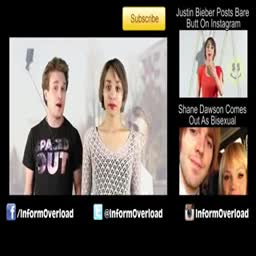 Subscribe
Justin Bieber Posts Bare
Butt On Instagram
Shane Dawson Comes
Out As Bisexual
SPACED
OUT
/InformOverload
@InformOverload
InformOverload